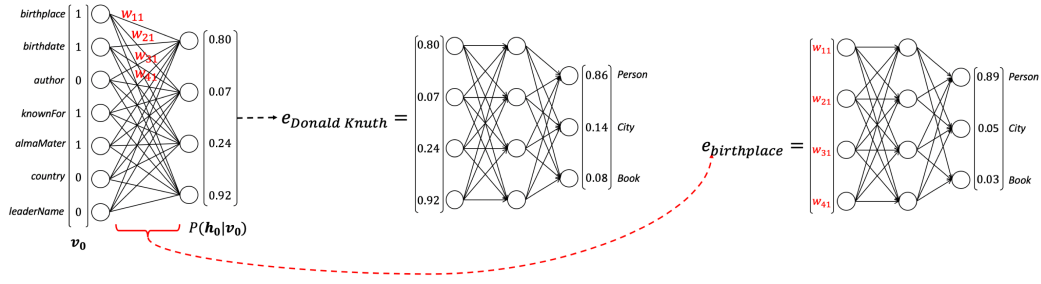 birthplace 1
birthdate 1
author 0
knownFor 1
almaMater 1
country 0
leaderName 0
v₀
w₁₁
w₂₁
w₃₁
w₄₁
0.80
0.07
0.24
0.92
P(h₀|v₀)
e_Donald Knuth =
0.80
0.07
0.24
0.92
0.86 Person
0.14 City
0.08 Book
e_birthplace =
w₁₁
w₂₁
w₃₁
w₄₁
0.89 Person
0.05 City
0.03 Book